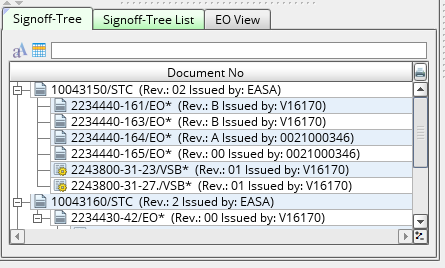 Signoff-Tree Signoff-Tree List EO View
Document No
10043150/STC (Rev.: 02 Issued by: EASA)
2234440-161/EO* (Rev.: B Issued by: V16170)
2234440-163/EO* (Rev.: B Issued by: V16170)
2234440-164/EO* (Rev.: A Issued by: 0021000346)
2234440-165/EO* (Rev.: 00 Issued by: 0021000346)
2243800-31-23/VSB* (Rev.: 01 Issued by: V16170)
2243800-31-27./VSB* (Rev.: 01 Issued by: V16170)
10043160/STC (Rev.: 2 Issued by: EASA)
2234430-42/EO* (Rev.: 00 Issued by: V16170)